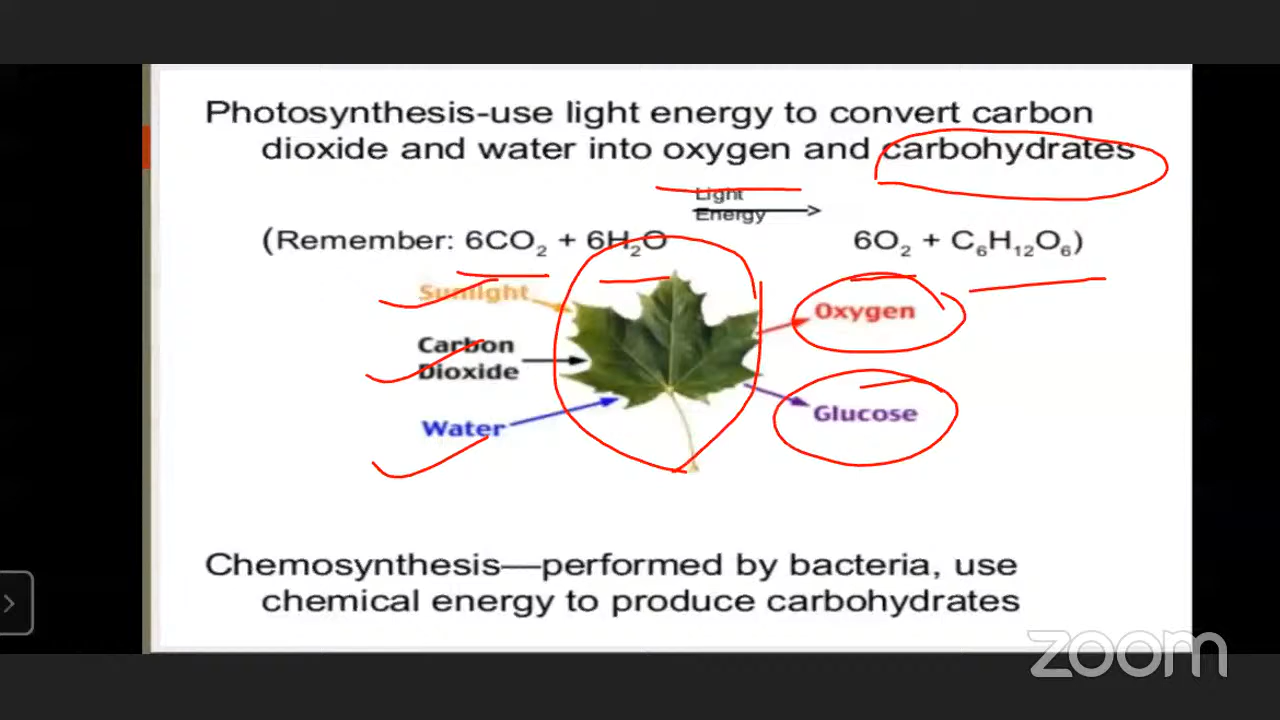 Photosynthesis-use light energy to convert carbon
dioxide and water into oxygen and carbohydrates
Light
Energy
(Remember: 6CO₂ + 6H₂O 6O₂ + C₆H₁₂O₆)
Sunlight
Oxygen
Carbon
Dioxide
Glucose
Water
Chemosynthesis—performed by bacteria, use
chemical energy to produce carbohydrates
zoom